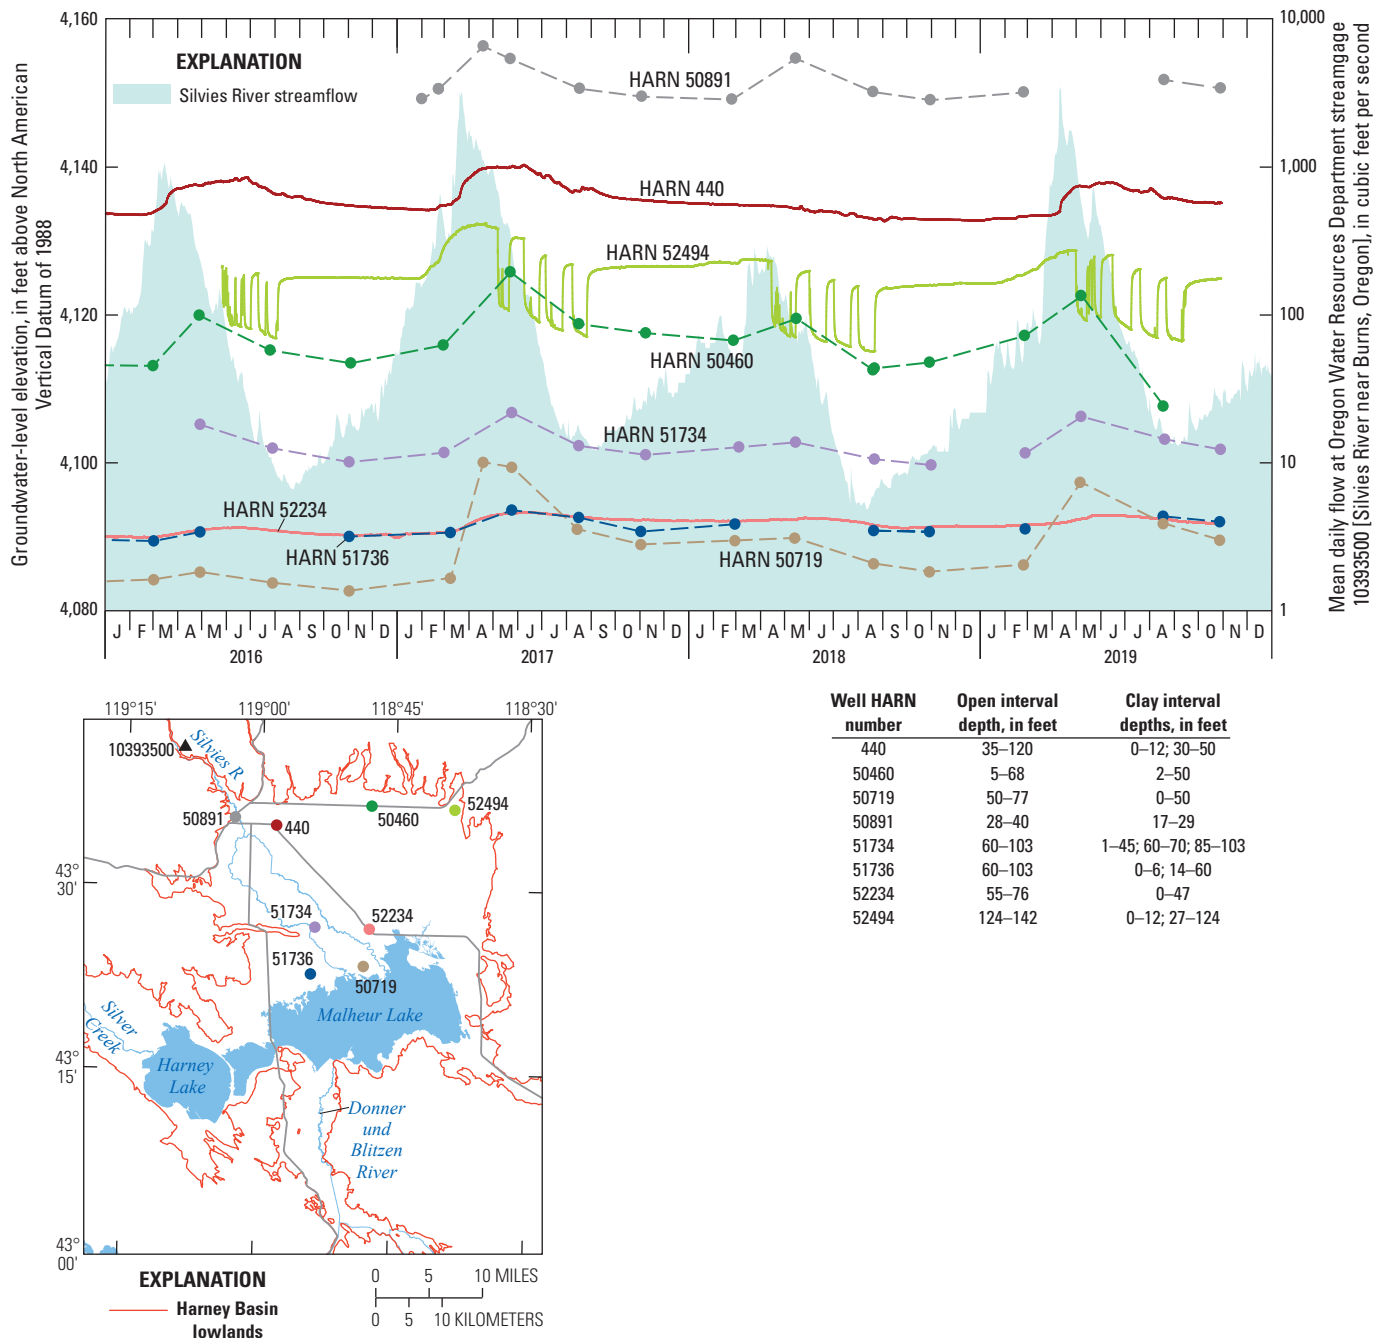 Groundwater-level elevation, in feet above North American
Vertical Datum of 1988
4,160
4,140
4,120
4,100
4,080
EXPLANATION
Silvies River streamflow
HARN 50891
HARN 440
HARN 52494
HARN 50460
HARN 51734
HARN 52234
HARN 51736
HARN 50719
10,000
1,000
100
10
1
Mean daily flow at Oregon Water Resources Department streamgage
10393500 [Silvies River near Burns, Oregon], in cubic feet per second
J F M A M J J A S O N D J F M A M J J A S O N D J F M A M J J A S O N D J F M A M J J A S O N D
2016 2017 2018 2019
119°15' 119°00' 118°45' 118°30'
10393500
Silvies R
50891
440
50460
52494
43°
30'
51734
52234
51736
50719
Malheur Lake
Silver
Creek
Harney
Lake
43°
15'
Donner
und
Blitzen
River
43°
00'
EXPLANATION
Harney Basin
lowlands
0 5 10 MILES
0 5 10 KILOMETERS
Well HARN Open interval Clay interval
number depth, in feet depths, in feet
440 35–120 0–12; 30–50
50460 5–68 2–50
50719 50–77 0–50
50891 28–40 17–29
51734 60–103 1–45; 60–70; 85–103
51736 60–103 0–6; 14–60
52234 55–76 0–47
52494 124–142 0–12; 27–124